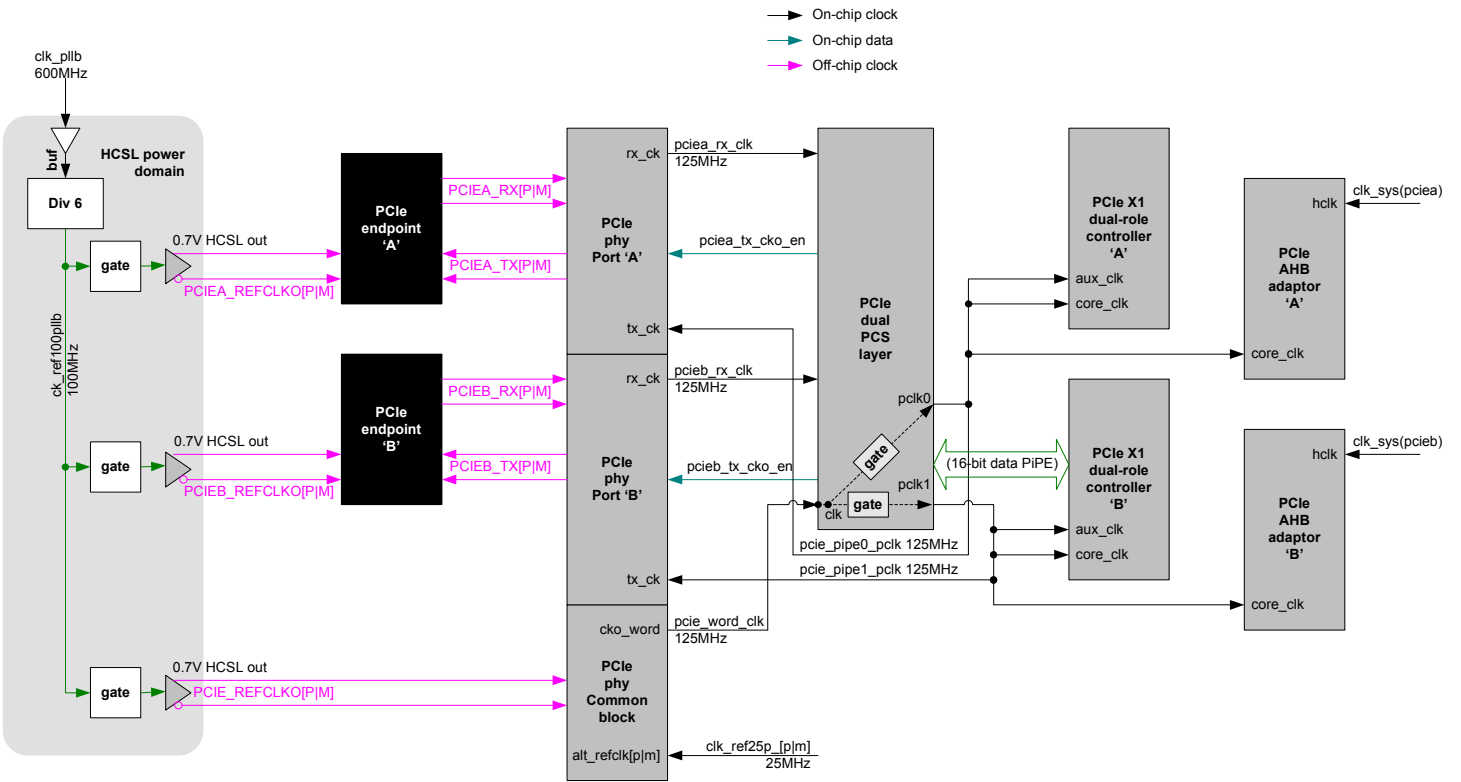 On-chip clock
On-chip data
Off-chip clock
clk_pllb
600MHz
buf
HCSL power
domain
Div 6
gate
0.7V HCSL out
PCIEA_REFCLKO[P|M]
ck_ref100pllb
100MHz
gate
0.7V HCSL out
PCIEB_REFCLKO[P|M]
gate
0.7V HCSL out
PCIE_REFCLKO[P|M]
PCIe
endpoint
‘A’
PCIEA_RX[P|M]
PCIEA_TX[P|M]
PCIe
endpoint
‘B’
PCIEB_RX[P|M]
PCIEB_TX[P|M]
rx_ck
PCIe
phy
Port ‘A’
tx_ck
rx_ck
PCIe
phy
Port ‘B’
tx_ck
cko_word
PCIe
phy
Common
block
alt_refclk[p|m]
pciea_rx_clk
125MHz
pciea_tx_cko_en
pcieb_rx_clk
125MHz
pcieb_tx_cko_en
pcie_pipe0_pclk 125MHz
pcie_pipe1_pclk 125MHz
pcie_word_clk
125MHz
clk_ref25p_[p|m]
25MHz
PCIe
dual
PCS
layer
pclk0
gate
pclk1
clk
gate
(16-bit data PiPE)
PCIe X1
dual-role
controller
‘A’
aux_clk
core_clk
PCIe X1
dual-role
controller
‘B’
aux_clk
core_clk
hclk
PCIe
AHB
adaptor
‘A’
core_clk
clk_sys(pciea)
hclk
PCIe
AHB
adaptor
‘B’
core_clk
clk_sys(pcieb)